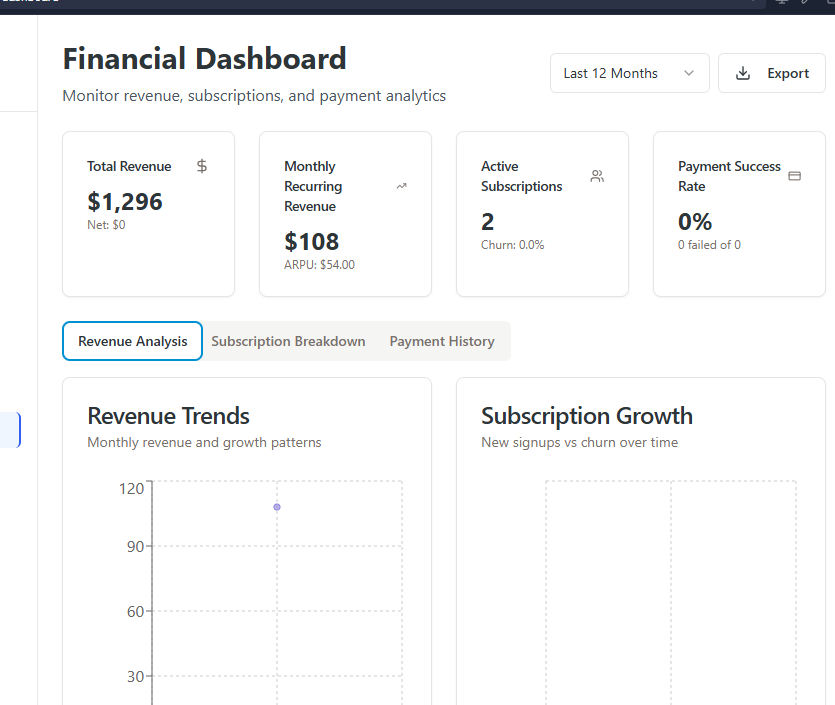 Financial Dashboard
Monitor revenue, subscriptions, and payment analytics
Last 12 Months
Export
Total Revenue
$1,296
Net: $0
Monthly
Recurring
Revenue
$108
ARPU: $54.00
Active
Subscriptions
2
Churn: 0.0%
Payment Success
Rate
0%
0 failed of 0
Revenue Analysis
Subscription Breakdown
Payment History
Revenue Trends
Monthly revenue and growth patterns
120
90
60
30
Subscription Growth
New signups vs churn over time